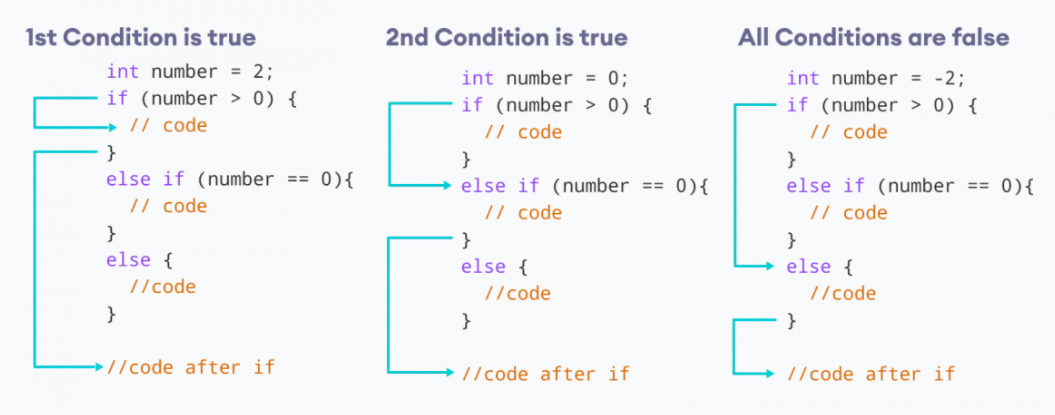 1st Condition is true
int number = 2;
if (number > 0) {
// code
}
else if (number == 0){
// code
}
else {
//code
}
//code after if
2nd Condition is true
int number = 0;
if (number > 0) {
// code
}
else if (number == 0){
// code
}
else {
//code
}
//code after if
All Conditions are false
int number = -2;
if (number > 0) {
// code
}
else if (number == 0){
// code
}
else {
//code
}
//code after if